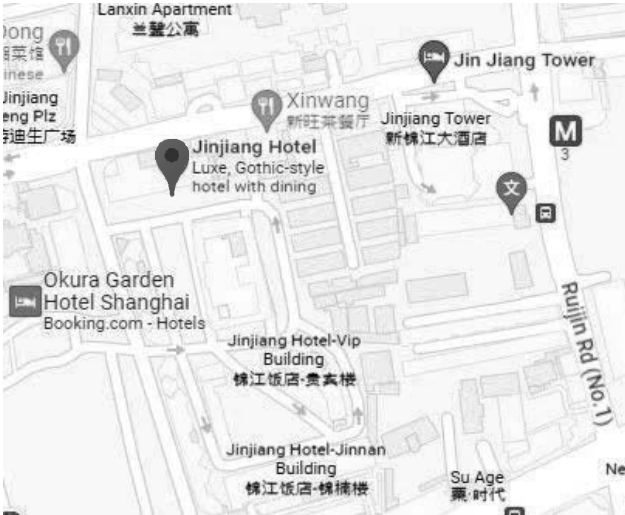 Lanxin Apartment
兰馨公寓
ong
菜馆
inese
Jinjiang
eng Plz
迪生广场
Xinwang
新旺茶餐厅
Jin Jiang Tower
Jinjiang Tower
新锦江大酒店
M
3
文
Jinjiang Hotel
Luxe, Gothic-style
hotel with dining
Okura Garden
Hotel Shanghai
Booking.com - Hotels
Ruijin Rd (No.1)
Jinjiang Hotel-Vip
Building
锦江饭店-贵宾楼
Jinjiang Hotel-Jinnan
Building
锦江饭店-锦楠楼
Su Age
粟·时代
Ne